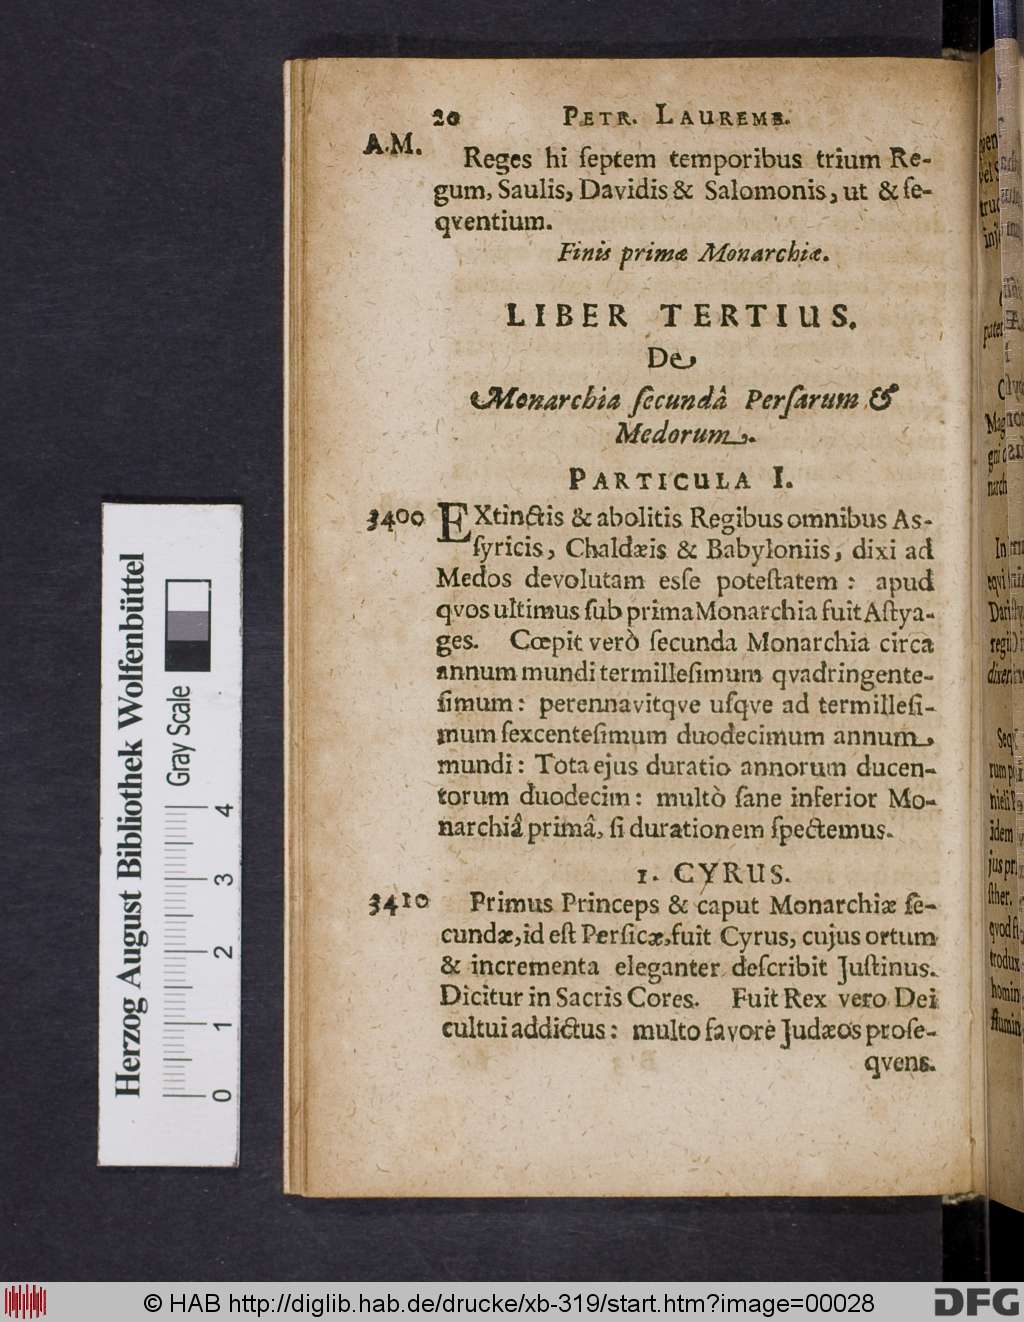 20 PETR. LAUREMB.
A.M.
Reges hi ſeptem temporibus trium Re-
gum, Saulis, Davidis & Salomonis, ut & ſe-
qventium.
Finis primæ Monarchiæ.
LIBER TERTIUS.
De
Monarchia ſecundâ Perſarum &
Medorum.
PARTICULA I.
3400 EXtinctis & abolitis Regibus omnibus Aſ-
ſyricis, Chaldæis & Babyloniis, dixi ad
Medos devolutam esſe poteſtatem : apud
qvos ultimus ſub prima Monarchia fuit Aſtya-
ges. Cœpit verò ſecunda Monarchia circa
annum mundi termilleſimum qvadringente-
ſimum : perennavitqve uſqve ad termilleſi-
mum ſexcenteſimum duodecimum annum
mundi : Tota ejus duratio annorum ducen-
torum duodecim : multò ſane inferior Mo-
narchiâ primâ, ſi durationem ſpectemus.
1. CYRUS.
3410 Primus Princeps & caput Monarchiæ ſe-
cundæ, id eſt Perſicæ, fuit Cyrus, cujus ortum
& incrementa eleganter deſcribit Juſtinus.
Dicitur in Sacris Cores. Fuit Rex vero Dei
cultui addictus : multo favore Judæos proſe-
qvens.
Herzog August Bibliothek Wolfenbüttel
Gray Scale
0 1 2 3 4
© HAB http://diglib.hab.de/drucke/xb-319/start.htm?image=00028
DFG